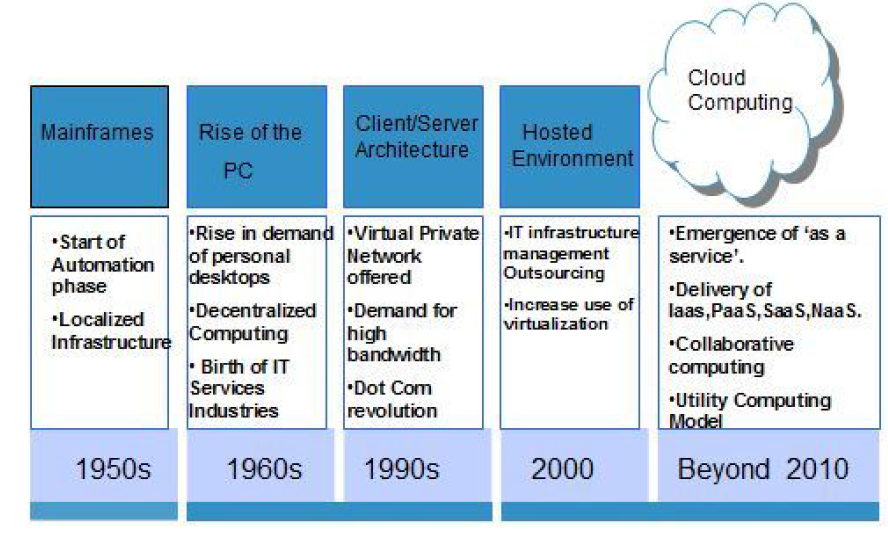 Mainframes
Rise of the
PC
Client/Server
Architecture
Hosted
Environment
Cloud
Computing
•Start of
Automation
phase
•Localized
Infrastructure
•Rise in demand
of personal
desktops
•Decentralized
Computing
• Birth of IT
Services
Industries
•Virtual Private
Network
offered
•Demand for
high
bandwidth
•Dot Com
revolution
•IT infrastructure
management
Outsourcing
•Increase use of
virtualization
•Emergence of ‘as a
service’.
•Delivery of
Iaas,PaaS,SaaS,NaaS.
•Collaborative
computing
•Utility Computing
Model
1950s
1960s
1990s
2000
Beyond 2010